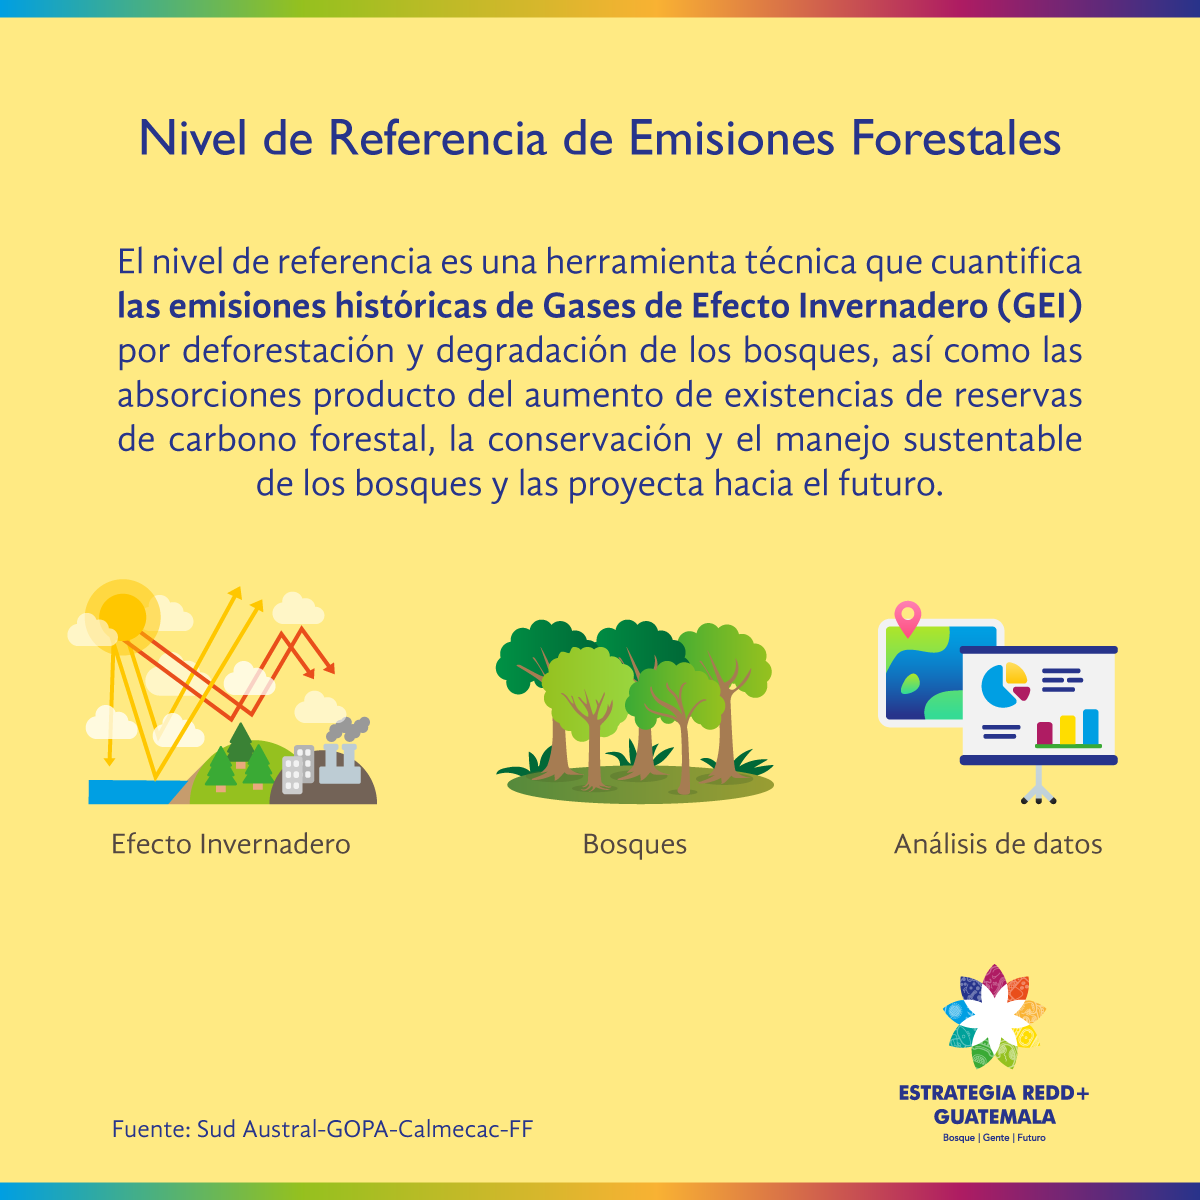 Nivel de Referencia de Emisiones Forestales
El nivel de referencia es una herramienta técnica que cuantifica
las emisiones históricas de Gases de Efecto Invernadero (GEI)
por deforestación y degradación de los bosques, así como las
absorciones producto del aumento de existencias de reservas
de carbono forestal, la conservación y el manejo sustentable
de los bosques y las proyecta hacia el futuro.
Efecto Invernadero
Bosques
Análisis de datos
ESTRATEGIA REDD+
GUATEMALA
Bosque | Gente | Futuro
Fuente: Sud Austral-GOPA-Calmecac-FF